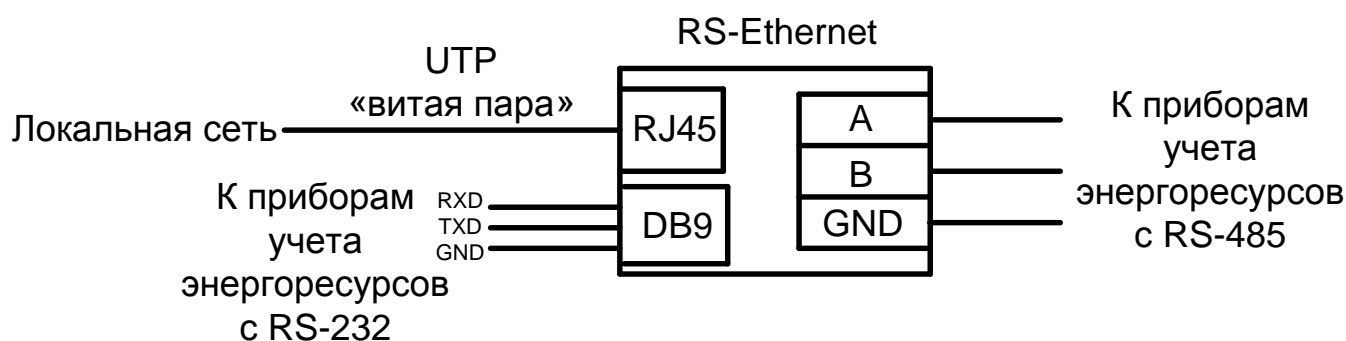 RS-Ethernet
UTP
«витая пара»
Локальная сеть
RJ45
A
B
GND
К приборам
учета
энергоресурсов
с RS-485
К приборам
учета
энергоресурсов
с RS-232
RXD
TXD
GND
DB9